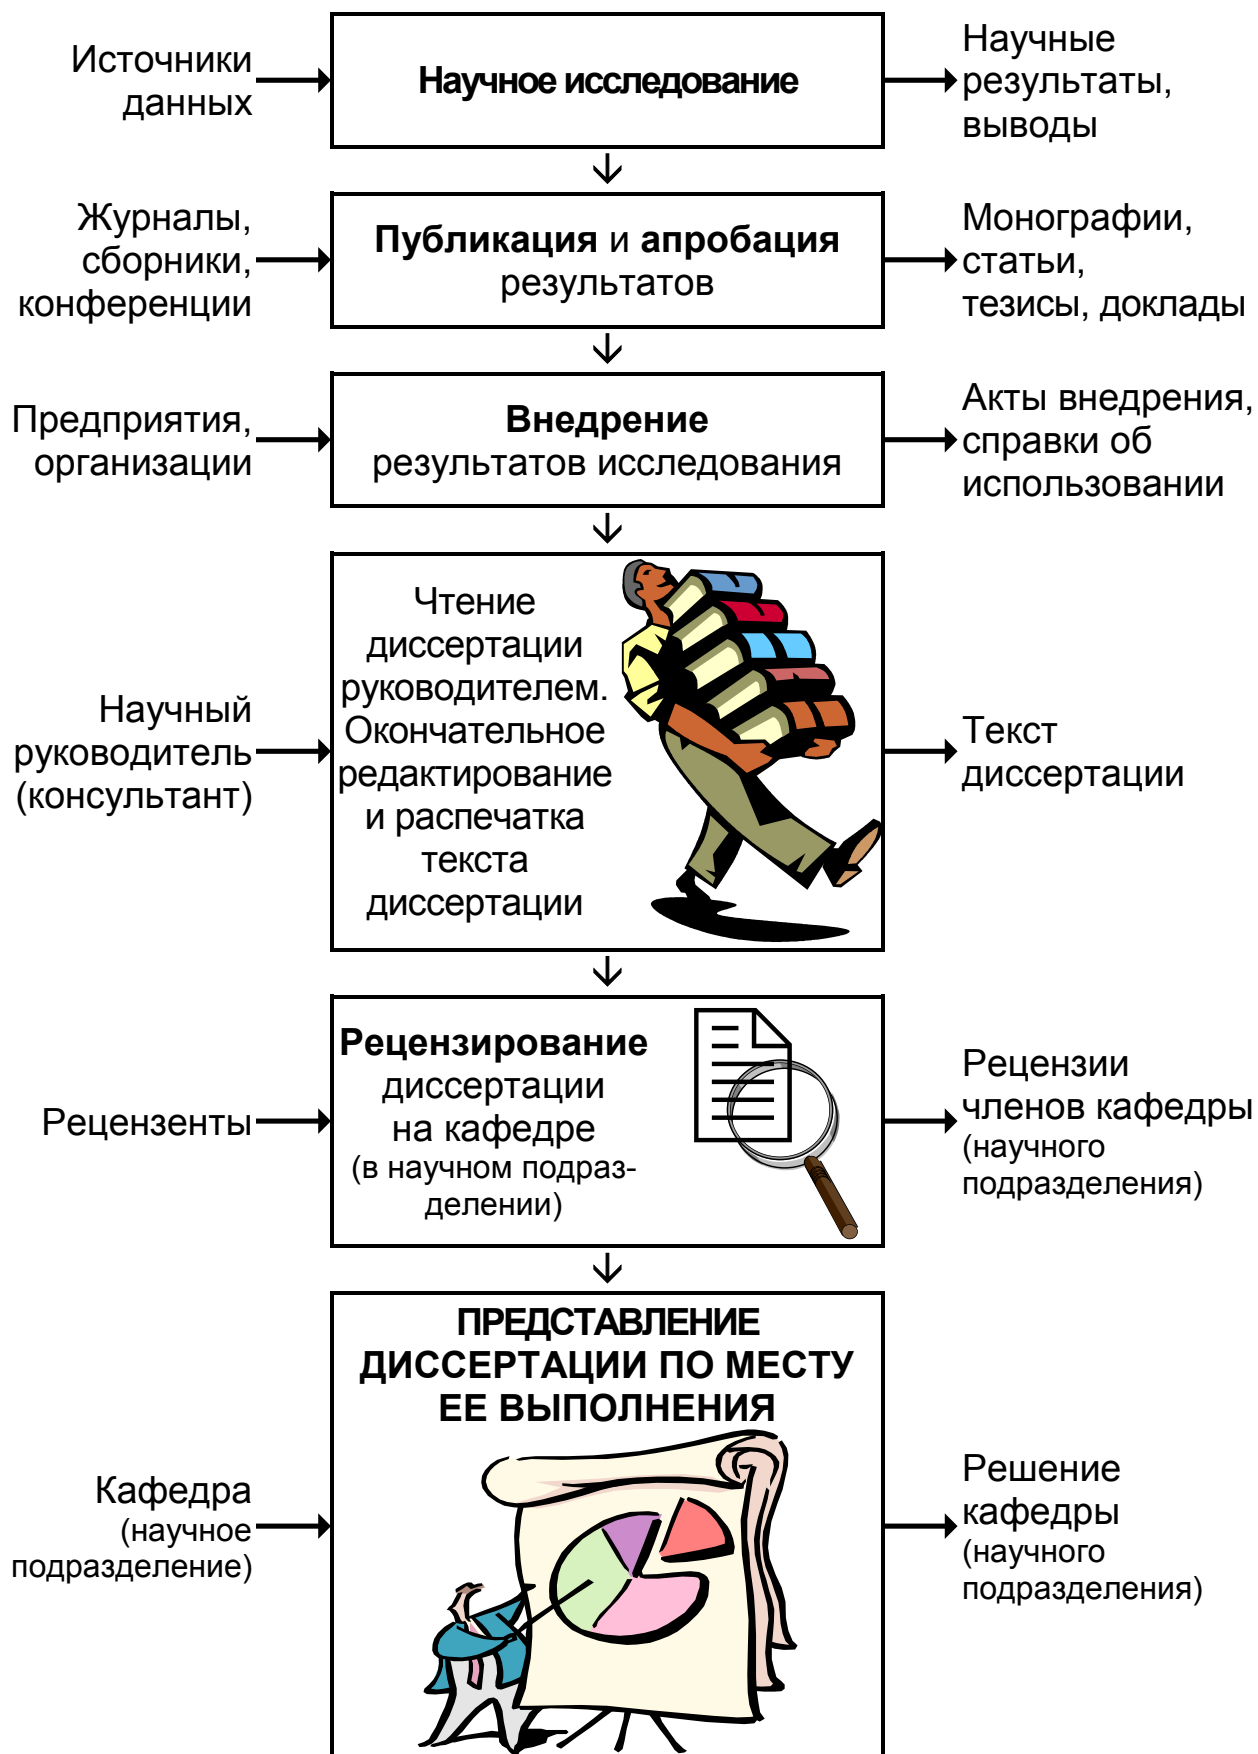 Источники
данных
Научное исследование
Научные
результаты,
выводы
Журналы,
сборники,
конференции
Публикация и апробация
результатов
Монографии,
статьи,
тезисы, доклады
Предприятия,
организации
Внедрение
результатов исследования
Акты внедрения,
справки об
использовании
Научный
руководитель
(консультант)
Чтение
диссертации
руководителем.
Окончательное
редактирование
и распечатка
текста
диссертации
Текст
диссертации
Рецензенты
Рецензирование
диссертации
на кафедре
(в научном подраз-
делении)
Рецензии
членов кафедры
(научного
подразделения)
Кафедра
(научное
подразделение)
ПРЕДСТАВЛЕНИЕ
ДИССЕРТАЦИИ ПО МЕСТУ
ЕЕ ВЫПОЛНЕНИЯ
Решение
кафедры
(научного
подразделения)